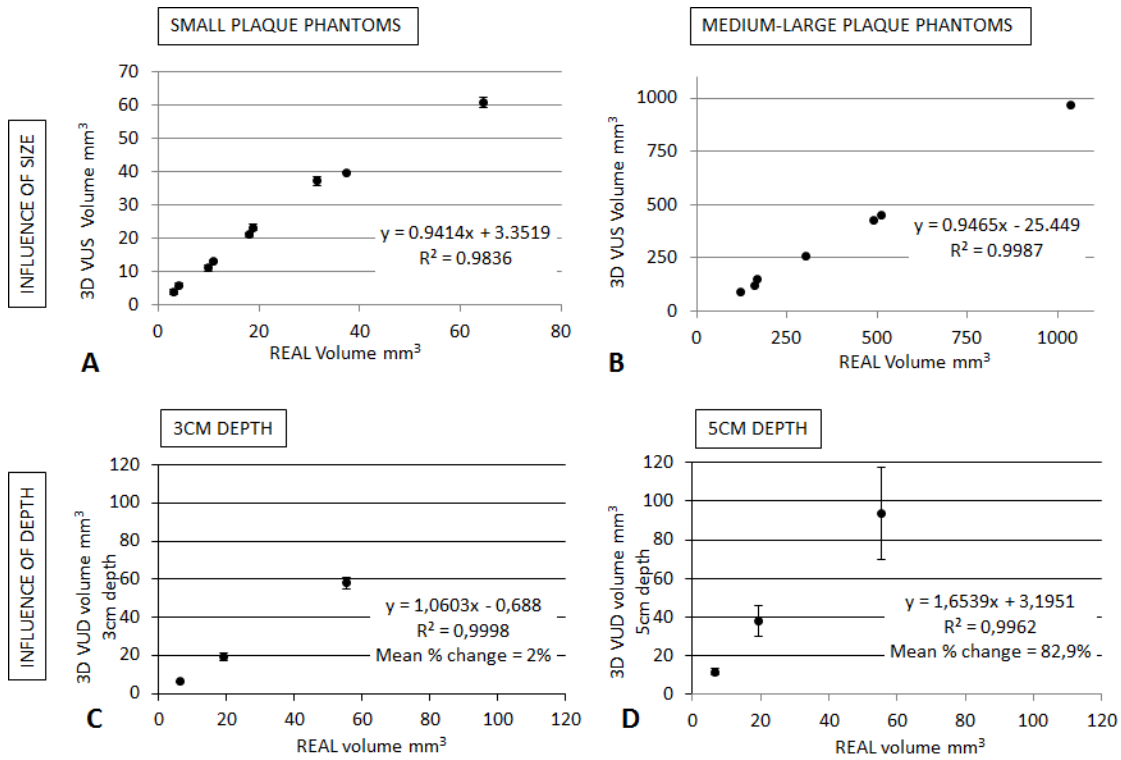 SMALL PLAQUE PHANTOMS
MEDIUM-LARGE PLAQUE PHANTOMS
INFLUENCE OF SIZE
3D VUS Volume mm³
70
60
50
40
30
20
10
0
y = 0.9414x + 3.3519
R² = 0.9836
0 20 40 60 80
REAL Volume mm³
A
3D VUS Volume mm³
1000
750
500
250
0
y = 0.9465x - 25.449
R² = 0.9987
0 250 500 750 1000
REAL Volume mm³
B
INFLUENCE OF DEPTH
3CM DEPTH
3D VUD volume mm³
3cm depth
120
100
80
60
40
20
0
y = 1,0603x - 0,688
R² = 0,9998
Mean % change = 2%
0 20 40 60 80 100 120
REAL volume mm³
C
5CM DEPTH
3D VUD volume mm³
5cm depth
120
100
80
60
40
20
0
y = 1,6539x + 3,1951
R² = 0,9962
Mean % change = 82,9%
0 20 40 60 80 100 120
REAL volume mm³
D